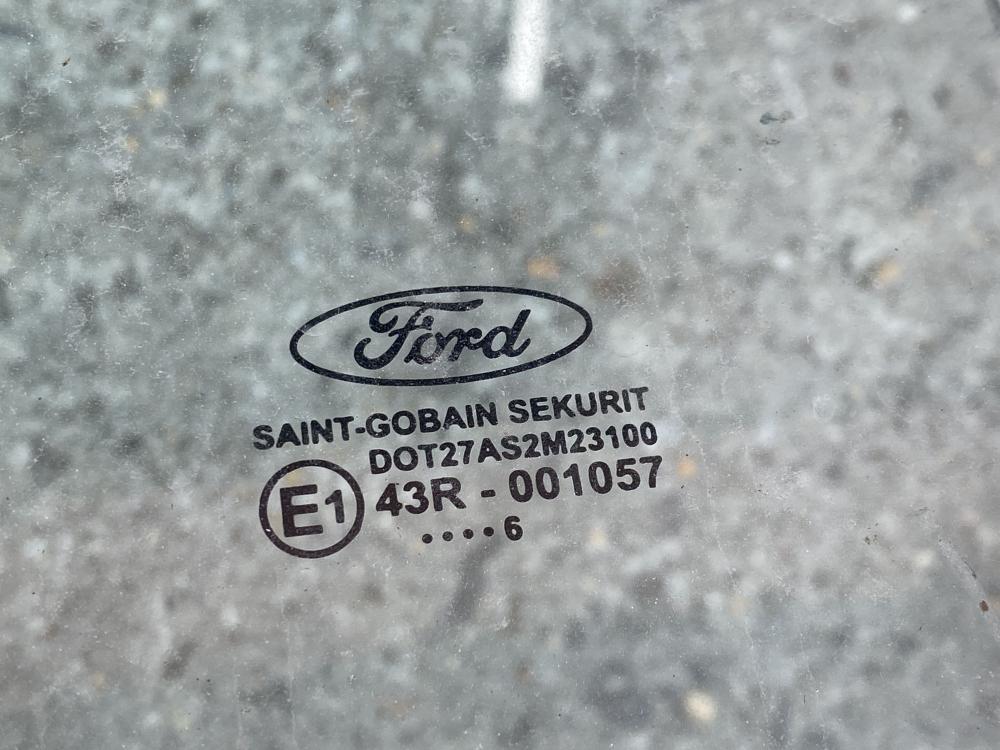 Ford
SAINT-GOBAIN SEKURIT
DOT27AS2M23100
E1 43R - 001057
....6